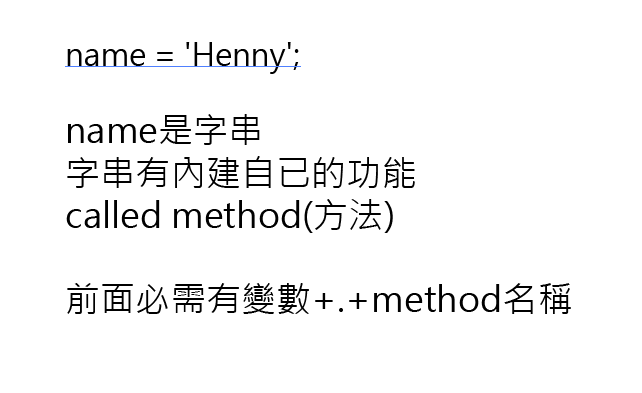 name = 'Henny';
name是字串
字串有內建自已的功能
called method(方法)
前面必需有變數+.+method名稱